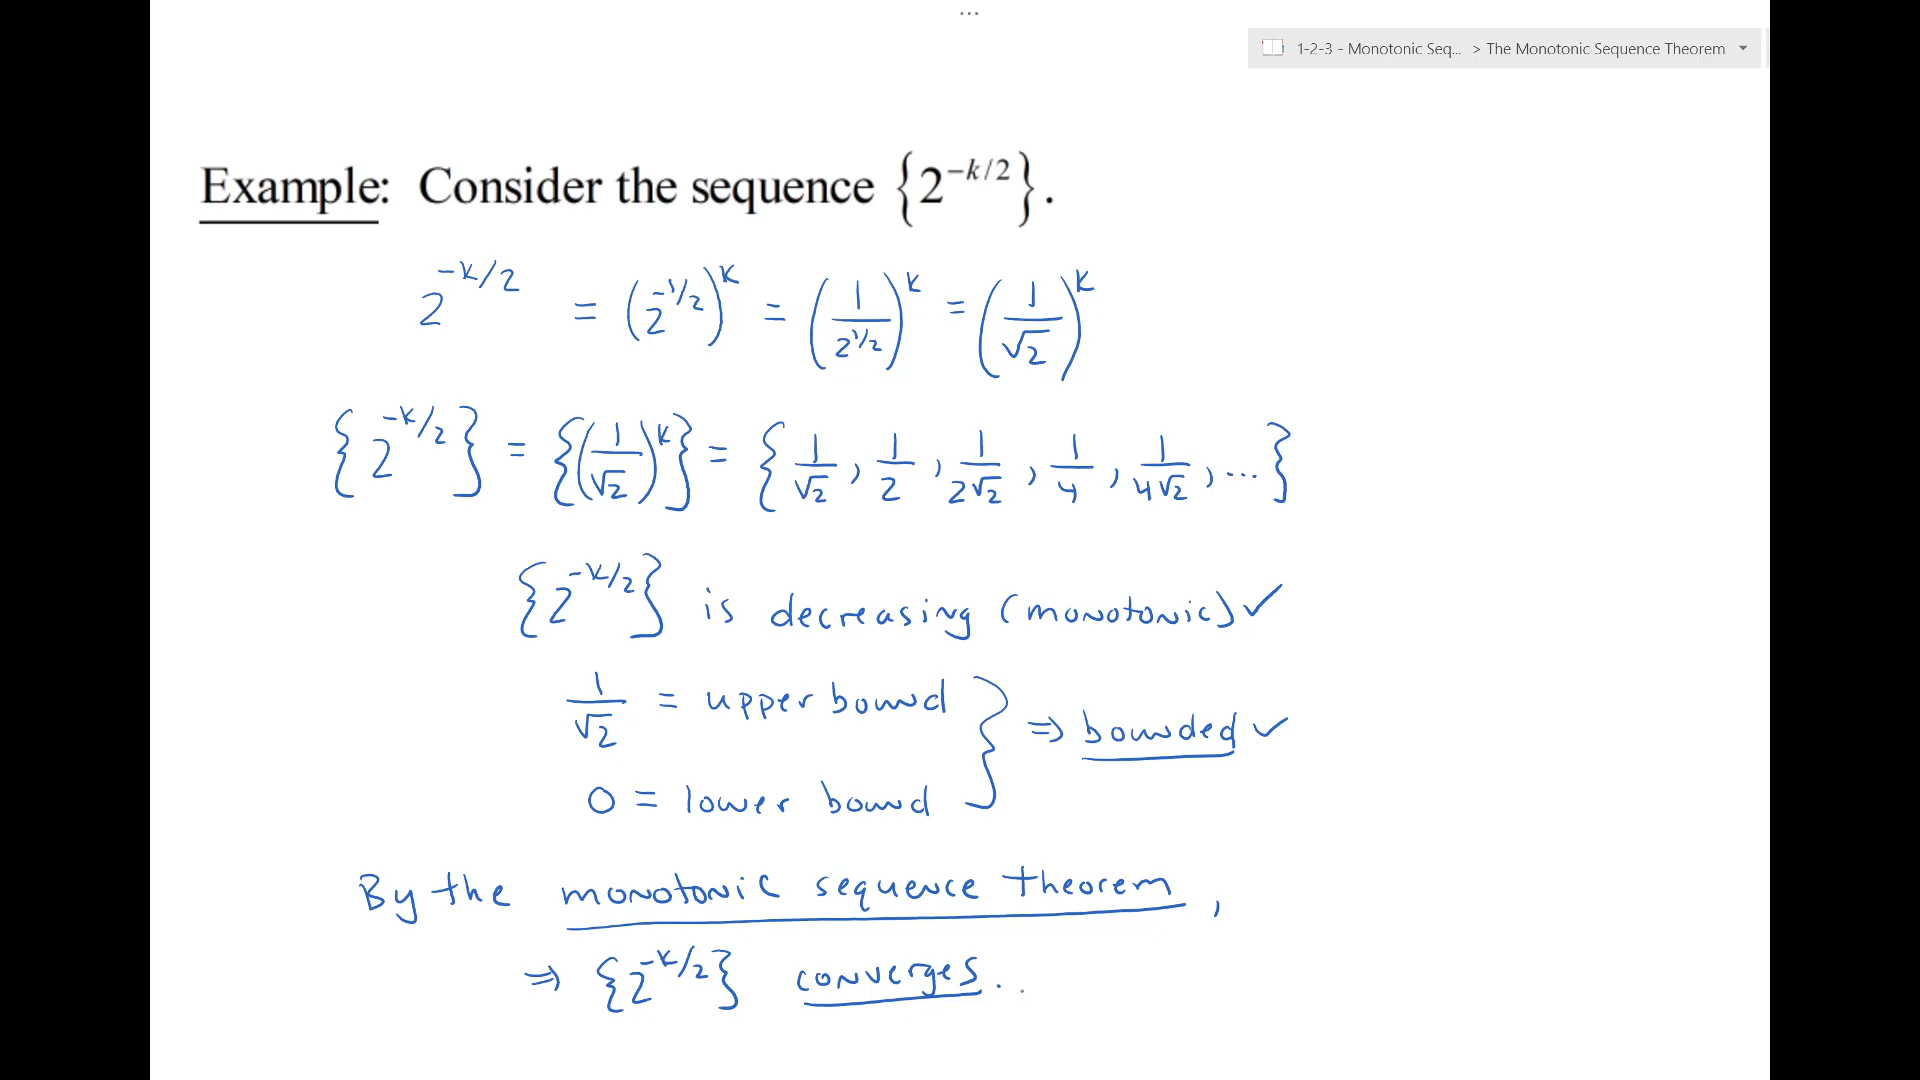 ...
1-2-3 - Monotonic Seq... > The Monotonic Sequence Theorem
Example: Consider the sequence {2^{-k/2}}.
2^{-k/2} = (2^{-1/2})^k = (1/2^{1/2})^k = (1/√2)^k
{2^{-k/2}} = {(1/√2)^k} = {1/√2, 1/2, 1/2√2, 1/4, 1/4√2, ...}
{2^{-k/2}} is decreasing (monotonic) ✓
1/√2 = upper bound
⇒ bounded ✓
0 = lower bound
By the monotonic sequence theorem,
⇒ {2^{-k/2}} converges.